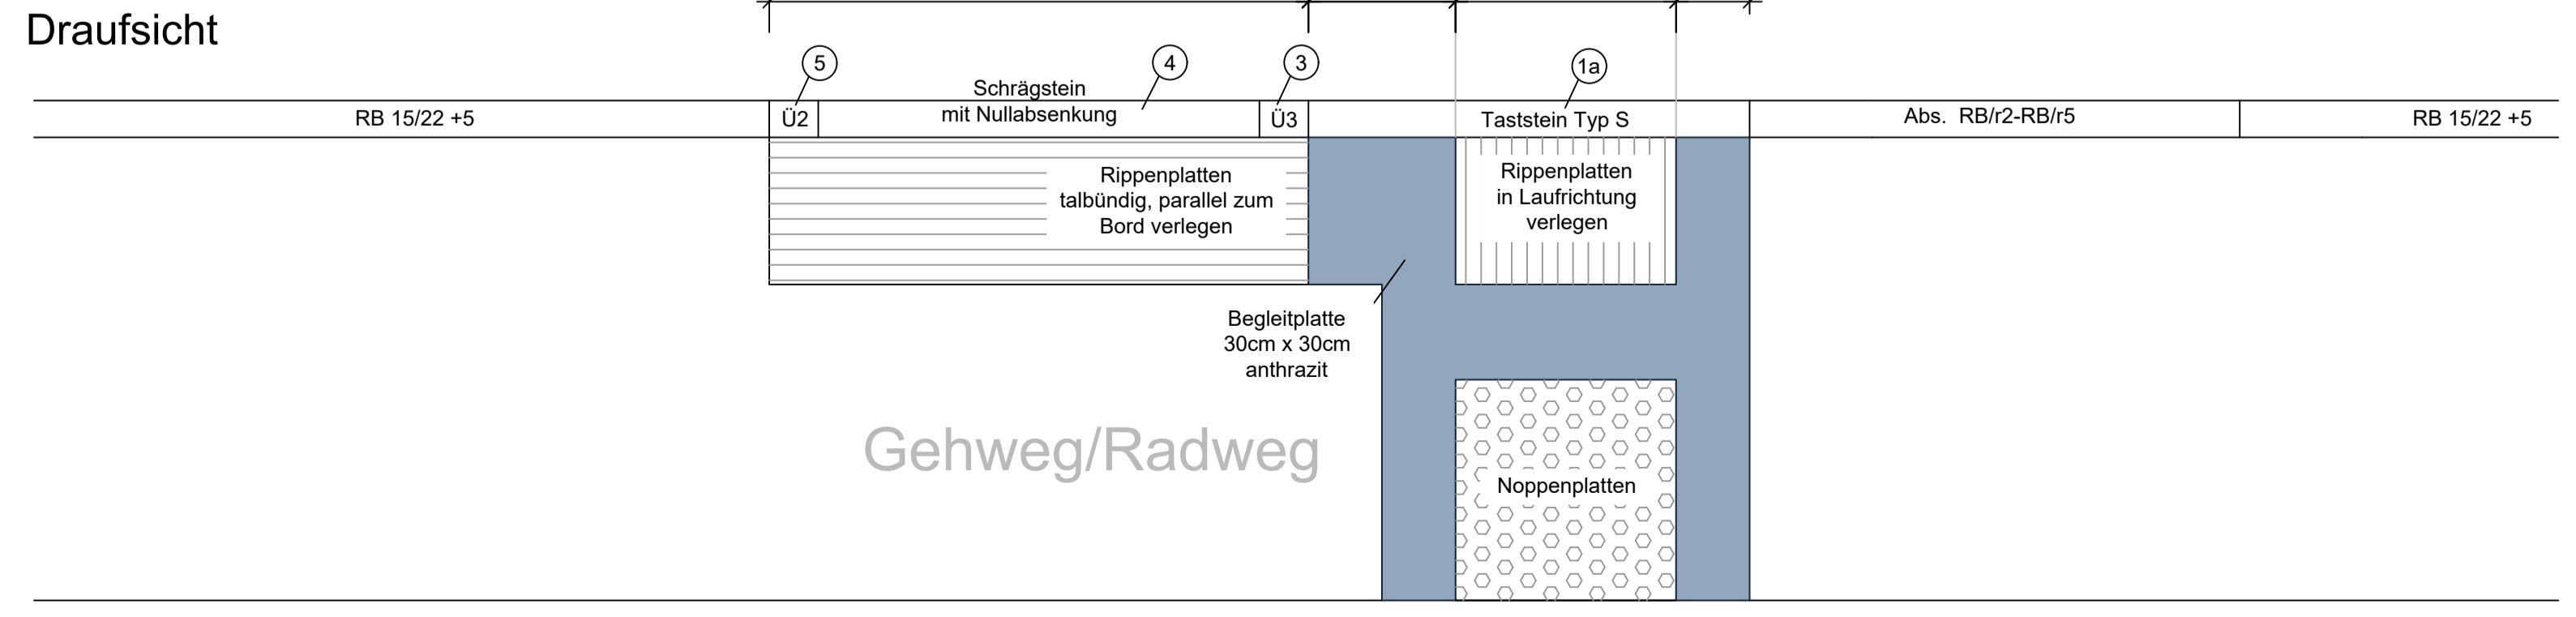 Draufsicht
5
4
3
1a
RB 15/22 +5
Ü2
Schrägstein
mit Nullabsenkung
Ü3
Taststein Typ S
Abs. RB/r2-RB/r5
RB 15/22 +5
Rippenplatten
talbündig, parallel zum
Bord verlegen
Rippenplatten
in Laufrichtung
verlegen
Begleitplatte
30cm x 30cm
anthrazit
Gehweg/Radweg
Noppenplatten